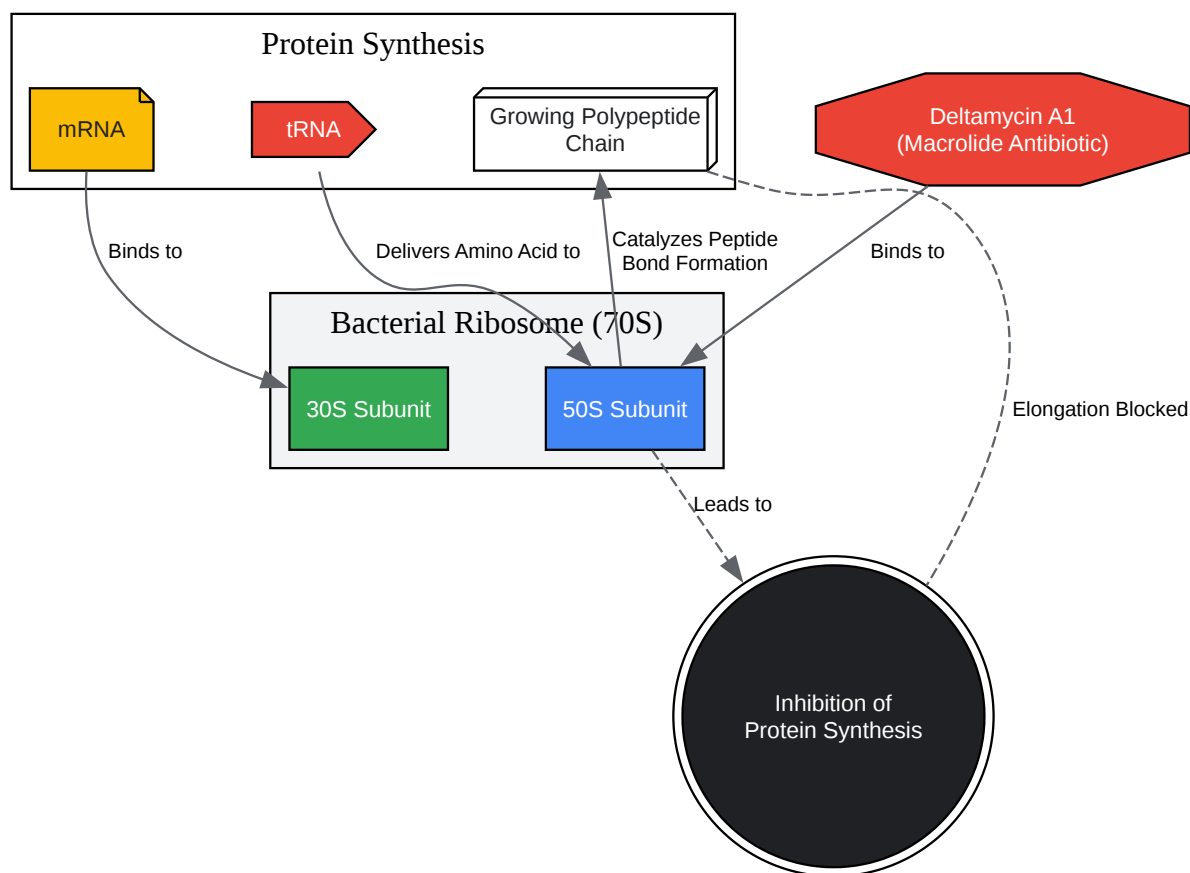 Protein Synthesis
mRNA
tRNA
Growing Polypeptide
Chain
Deltamycin A1
(Macrolide Antibiotic)
Binds to
Delivers Amino Acid to
Catalyzes Peptide
Bond Formation
Binds to
Bacterial Ribosome (70S)
30S Subunit
50S Subunit
Elongation Blocked
Leads to
Inhibition of
Protein Synthesis